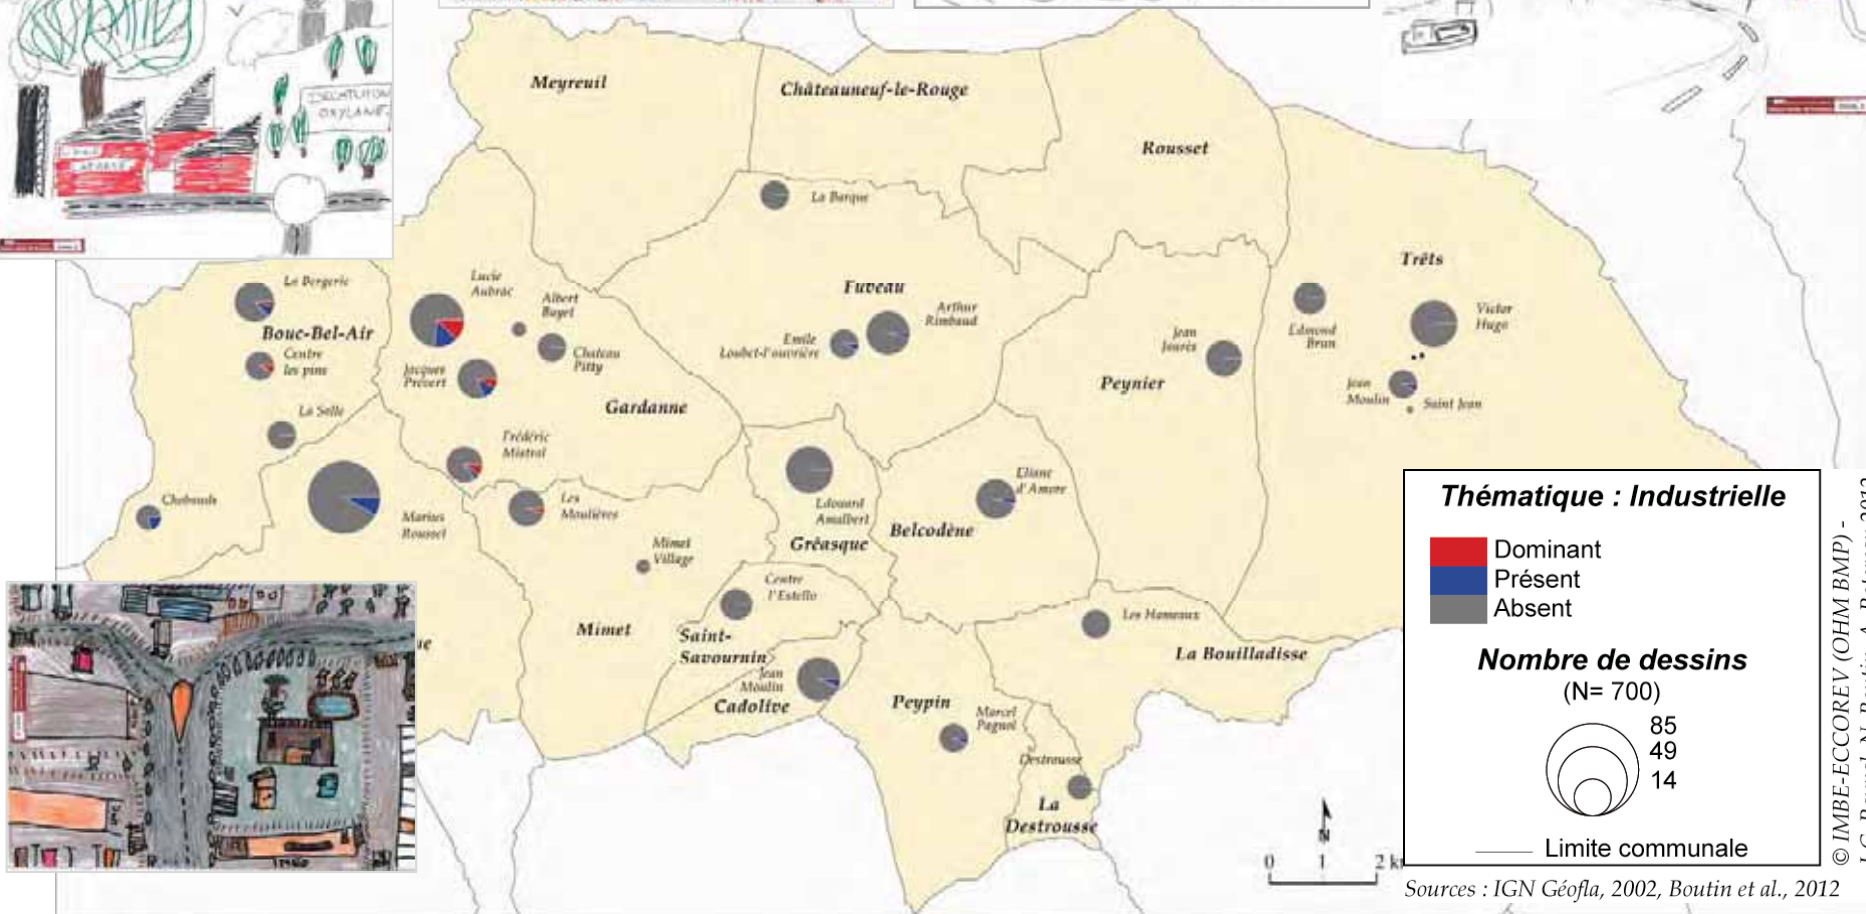 Meyreuil
Châteauneuf-le-Rouge
Rousset
La Barque
Trêts
La Bergerie
Lucie
Aubrac
Albert
Bayet
Fuveau
Arthur
Rimbaud
Victor
Hugo
Bouc-Bel-Air
Emile
Loubet-l'ouvrière
Edmond
Brun
Jean
Jaurès
Centre
les pins
Chateau
Pitty
Jacques
Prévert
Peynier
Jean
Moulin
Saint Jean
La Salle
Gardanne
Frédéric
Mistral
Eliane
d'Amore
Chabauds
Les
Moulières
Edouard
Amalbert
Marius
Roussel
Belcodène
Gréasque
Mimet
Village
Centre
l'Estello
Mimet
Saint-
Savournin
Les Hameaux
La Bouilladisse
Jean
Moulin
Cadolive
Peypin
Marcel
Pagnol
Destrousse
La
Destrousse
N
0 1 2 k
Thématique : Industrielle
Dominant
Présent
Absent
Nombre de dessins
(N= 700)
85
49
14
Limite communale
Sources : IGN Géofla, 2002, Boutin et al., 2012
© IMBE-ECCOREV (OHM BMP) -